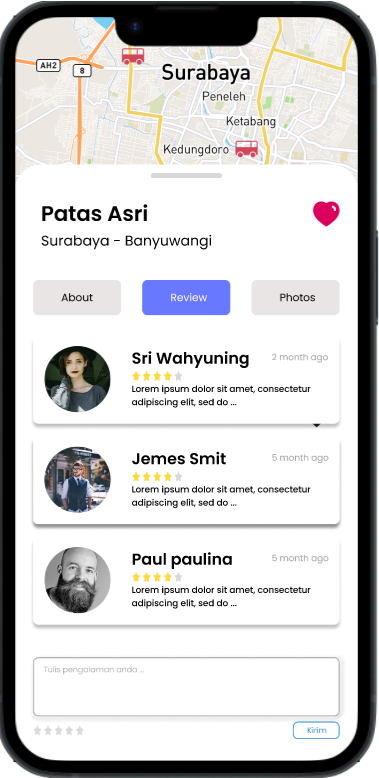 AH2
8
Surabaya
Peneleh
Ketabang
Kedungdoro
Patas Asri
Surabaya - Banyuwangi
About
Review
Photos
Sri Wahyuning
2 month ago
Lorem ipsum dolor sit amet, consectetur
adipiscing elit, sed do ...
Jemes Smit
5 month ago
Lorem ipsum dolor sit amet, consectetur
adipiscing elit, sed do ...
Paul paulina
5 month ago
Lorem ipsum dolor sit amet, consectetur
adipiscing elit, sed do ...
Tulis pengalaman anda ..
Kirim